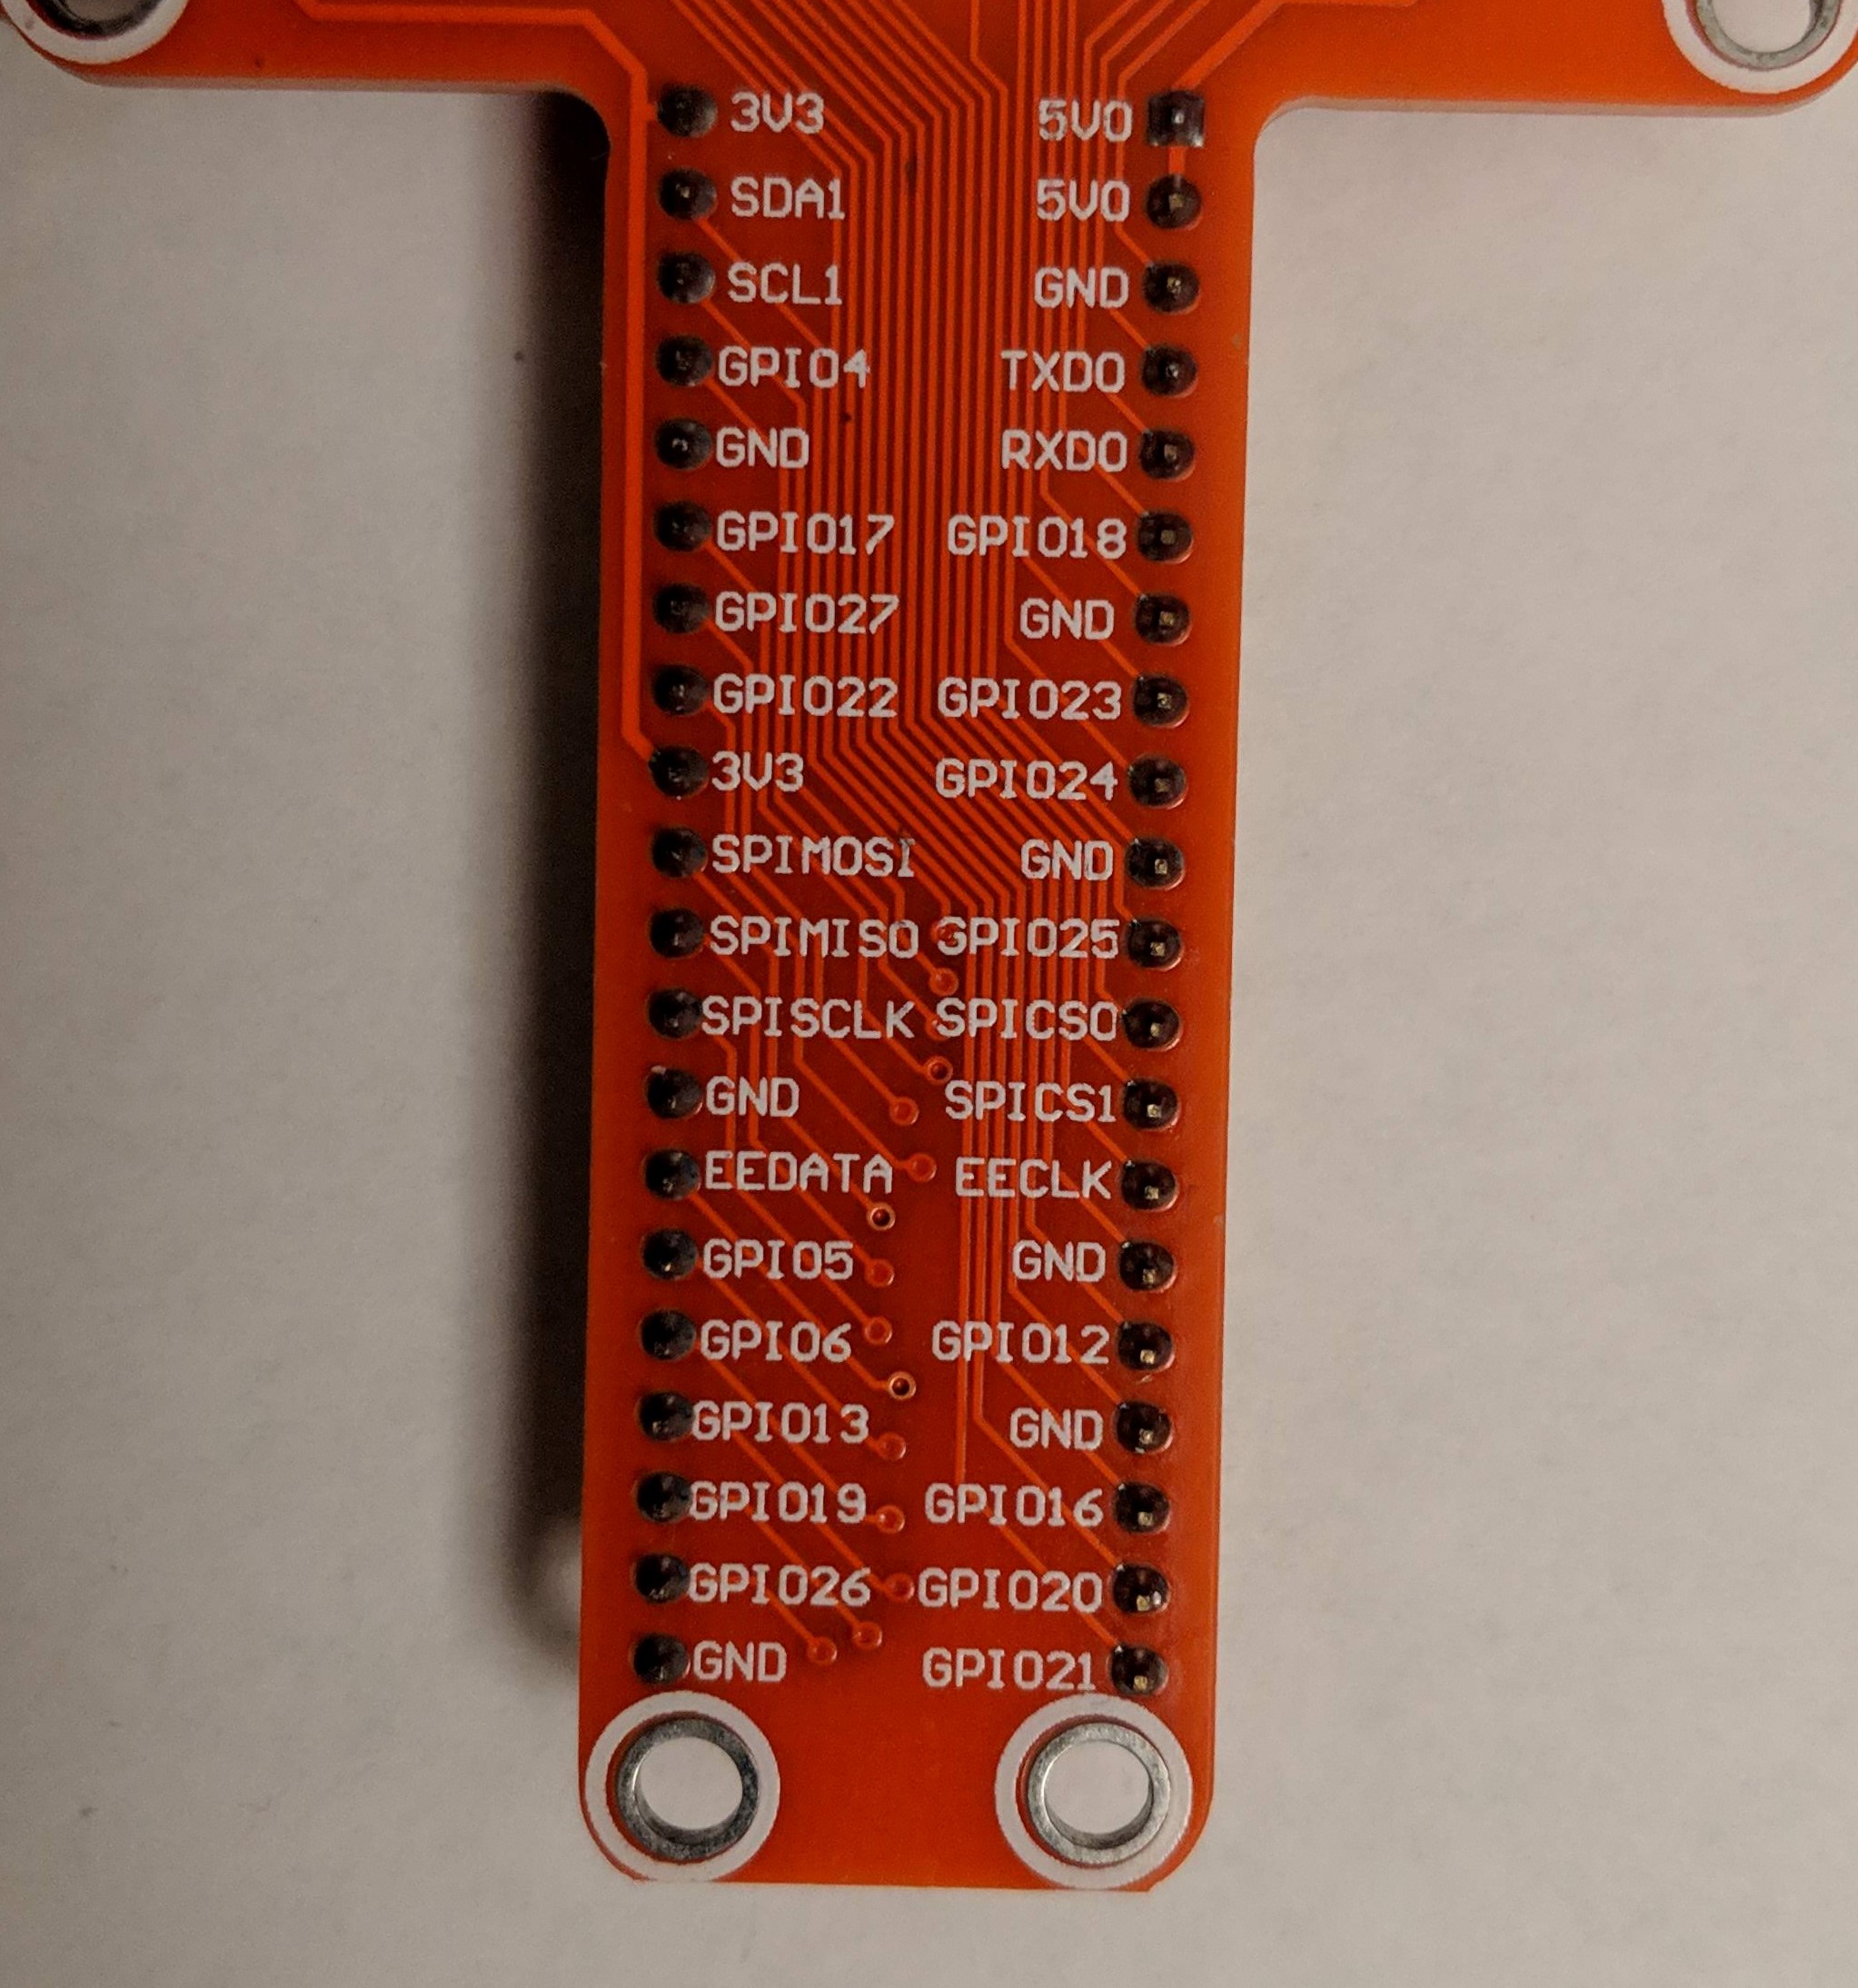 3V3 5V0
SDA1 5V0
SCL1 GND
GPIO4 TXD0
GND RXD0
GPIO17 GPIO18
GPIO27 GND
GPIO22 GPIO23
3V3 GPIO24
SPIMOSI GND
SPIMISO GPIO25
SPISCLK SPICS0
GND SPICS1
EEDATA EECLK
GPIO5 GND
GPIO6 GPIO12
GPIO13 GND
GPIO19 GPIO16
GPIO26 GPIO20
GND GPIO21